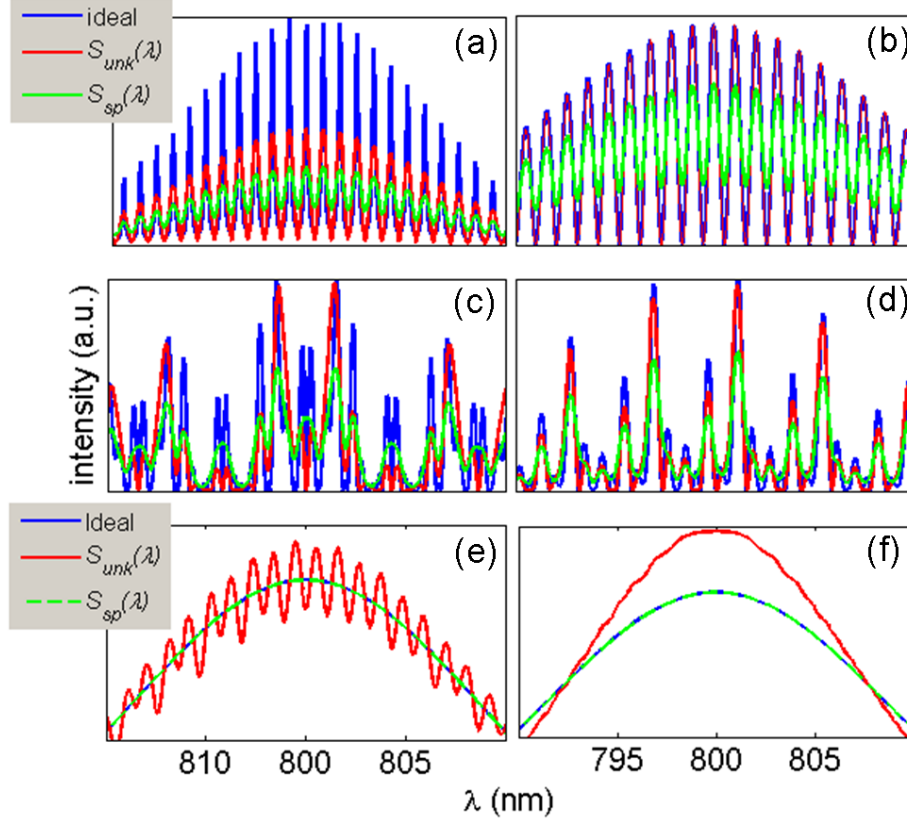 ideal
S_unk(λ)
S_sp(λ)
(a)
(b)
(c)
(d)
intensity (a.u.)
Ideal
S_unk(λ)
S_sp(λ)
(e)
(f)
810 800 805
795 800 805
λ (nm)